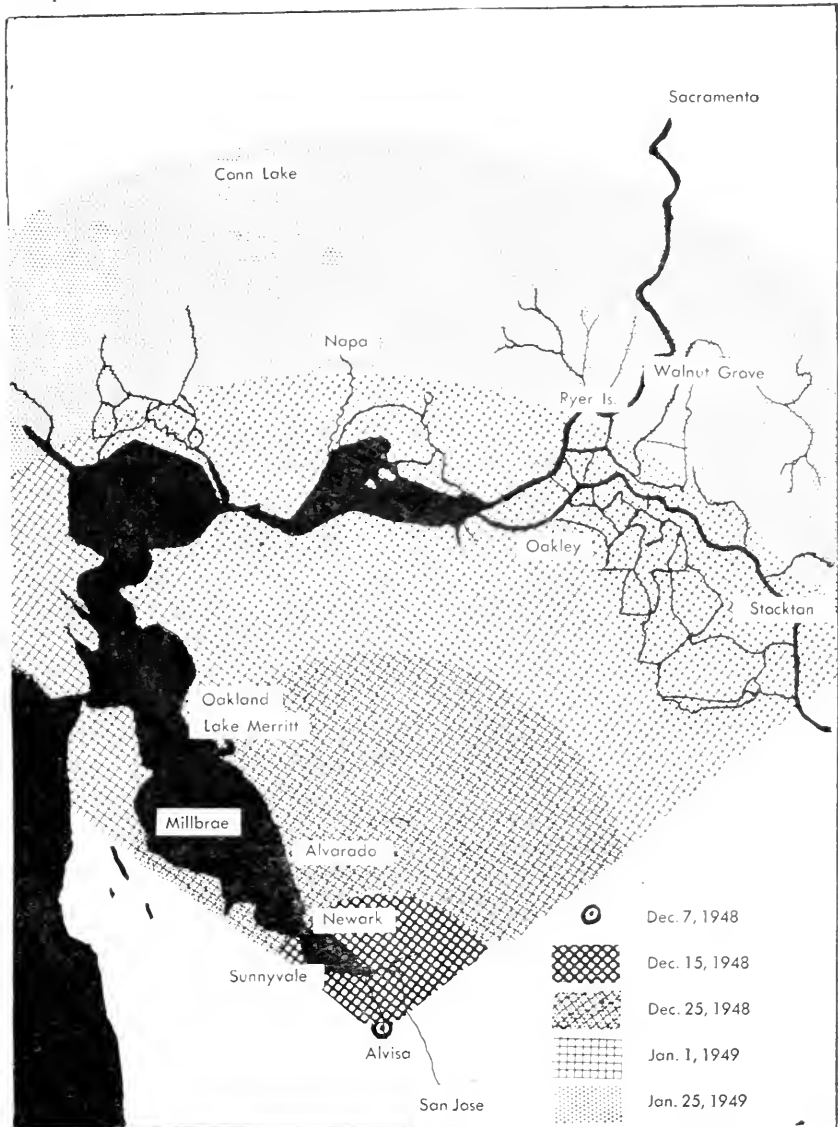 Sacramento
Conn Lake
Napa
Walnut Grove
Ryer Is.
Oakley
Stockton
Oakland
Lake Merritt
Millbrae
Alvarado
Newark
Sunnyvale
Alvisa
San Jose
Dec. 7, 1948
Dec. 15, 1948
Dec. 25, 1948
Jan. 1, 1949
Jan. 25, 1949